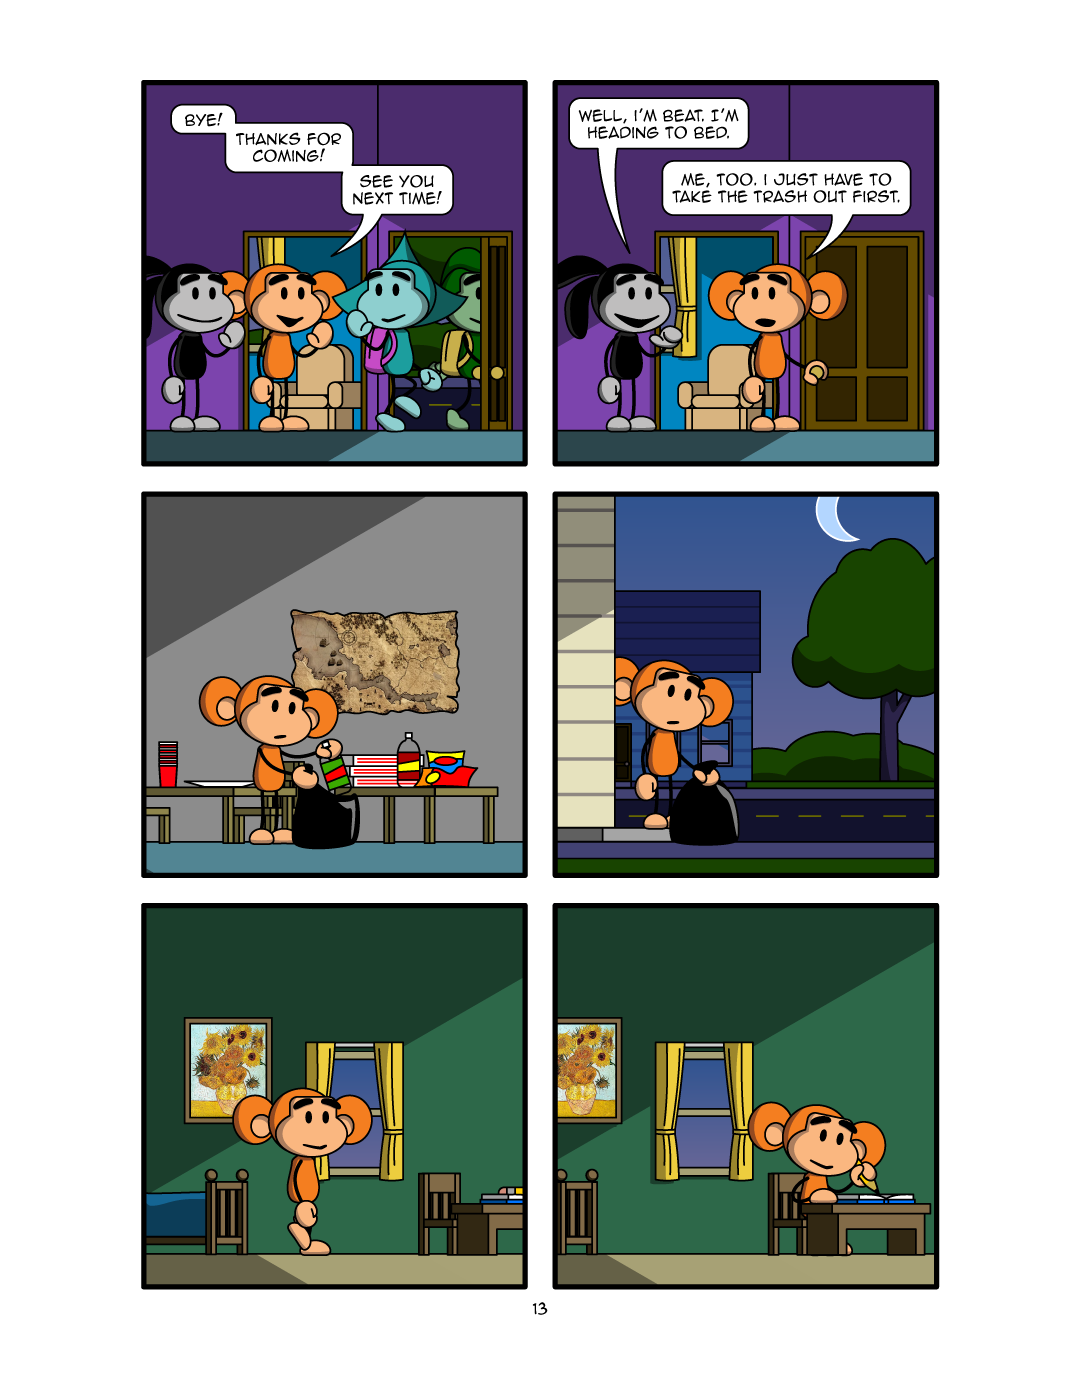 BYE!
THANKS FOR
COMING!
SEE YOU
NEXT TIME!
WELL, I'M BEAT. I'M
HEADING TO BED.
ME, TOO. I JUST HAVE TO
TAKE THE TRASH OUT FIRST.
13